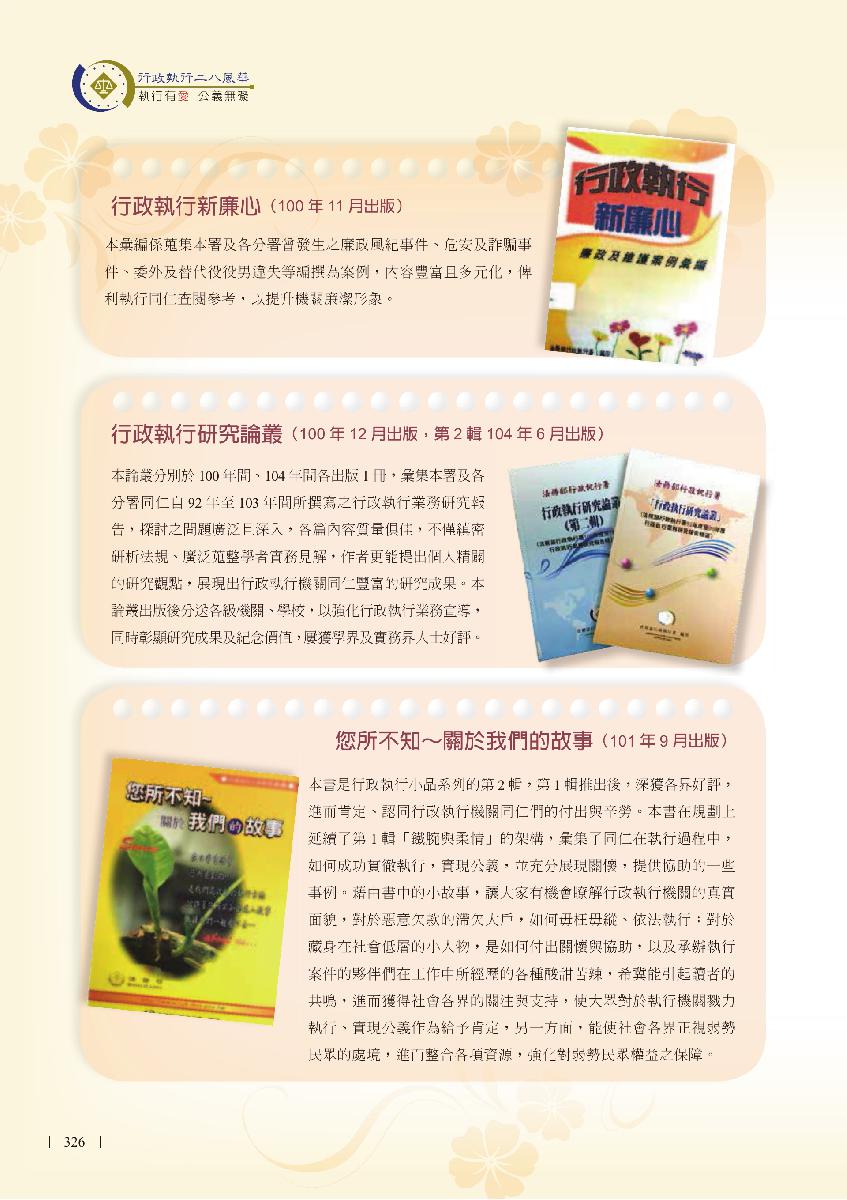 行政執行二八風華
執行有愛 公義無礙
行政執行新廉心（100 年 11 月出版）
本彙編係蒐集本署及各分署曾發生之廉政風紀事件、危安及詐騙事
件、委外及替代役役男違失等編撰為案例，內容豐富且多元化，俾
利執行同仁查閱參考，以提升機關廉潔形象。
行政執行
新廉心
廉政及維護案例彙編
行政執行研究論叢（100 年 12 月出版，第 2 輯 104 年 6 月出版）
本論叢分別於 100 年間、104 年間各出版 1 冊，彙集本署及各
分署同仁自 92 年至 103 年間所撰寫之行政執行業務研究報
告，探討之問題廣泛且深入，各篇內容質量俱佳，不僅縝密
研析法規、廣泛蒐整學者實務見解，作者更能提出個人精闢
的研究觀點，展現出行政執行機關同仁豐富的研究成果。本
論叢出版後分送各級機關、學校，以強化行政執行業務宣導，
同時彰顯研究成果及紀念價值，屢獲學界及實務界人士好評。
法務部行政執行署
行政執行研究論叢
（第二輯）
法務部行政執行署
「行政執行研究論叢」
您所不知～關於我們的故事（101 年 9 月出版）
本書是行政執行小品系列的第 2 輯，第 1 輯推出後，深獲各界好評，
進而肯定、認同行政執行機關同仁們的付出與辛勞。本書在規劃上
延續了第 1 輯「鐵腕與柔情」的架構，彙集了同仁在執行過程中，
如何成功貫徹執行，實現公義，並充分展現關懷，提供協助的一些
事例。藉由書中的小故事，讓大家有機會瞭解行政執行機關的真實
面貌，對於惡意欠款的滯欠大戶，如何毋枉毋縱、依法執行；對於
藏身在社會低層的小人物，是如何付出關懷與協助，以及承辦執行
案件的夥伴們在工作中所經歷的各種酸甜苦辣，希冀能引起讀者的
共鳴，進而獲得社會各界的關注與支持，使大眾對於執行機關戮力
執行、實現公義作為給予肯定，另一方面，能使社會各界正視弱勢
民眾的處境，進而整合各項資源，強化對弱勢民眾權益之保障。
您所不知~
關於 我們 的 故事
326